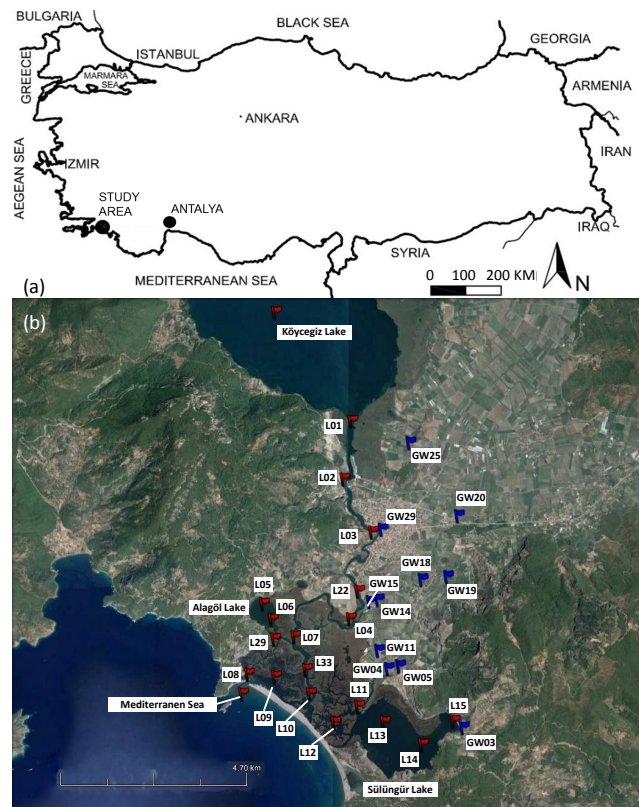 BULGARIA
BLACK SEA
GEORGIA
ISTANBUL
GREECE
MARMARA
SEA
ARMENIA
ANKARA
IRAN
AEGEAN SEA
IZMIR
STUDY
AREA
ANTALYA
IRAQ
SYRIA
MEDITERRANEAN SEA
0 100 200 KM
N
(a)
(b)
Köycegiz Lake
L01
GW25
L02
GW20
GW29
L03
GW18
L05
L22
GW15
GW19
Alagöl Lake
L06
GW14
L04
L29
L07
GW11
L33
GW04
GW05
L08
L11
L15
Mediterranen Sea
L09
L10
L13
GW03
L12
L14
4.70 km
Sülüngür Lake